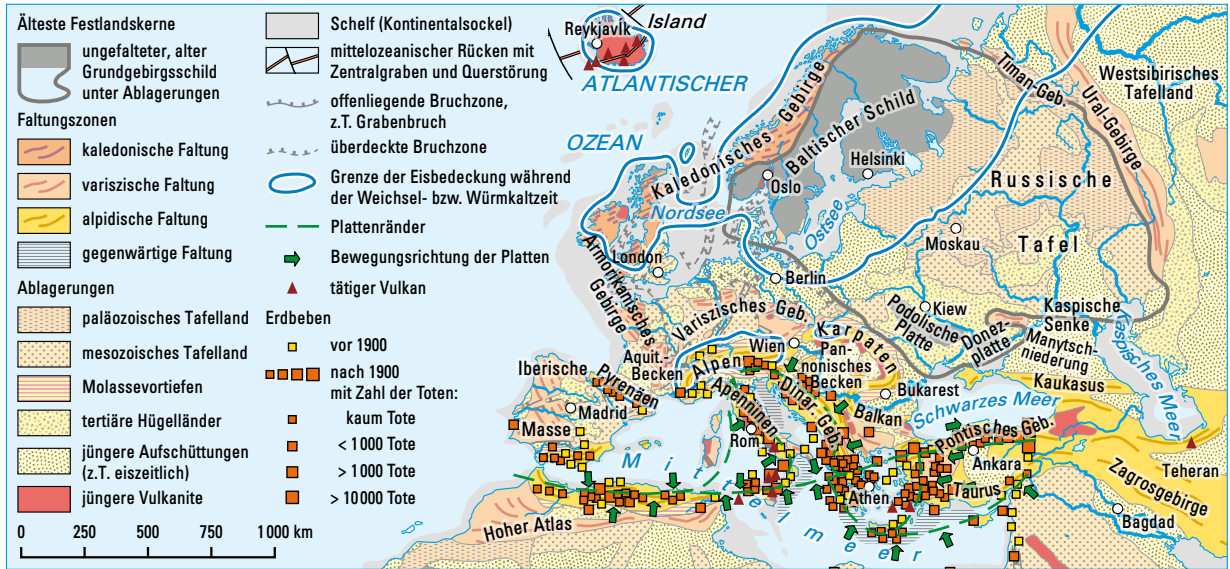 Älteste Festlandskerne
ungefalteter, alter
Grundgebirgsschild
unter Ablagerungen
Faltungszonen
kaledonische Faltung
variszische Faltung
alpidische Faltung
gegenwärtige Faltung
Ablagerungen
paläozoisches Tafelland
mesozoisches Tafelland
Molassevortiefen
tertiäre Hügelländer
jüngere Aufschüttungen
(z.T. eiszeitlich)
jüngere Vulkanite
0 250 500 1000 km
Schelf (Kontinentalsockel)
mittelozeanischer Rücken mit
Zentralgraben und Querstörung
offenliegende Bruchzone,
z.T. Grabenbruch
überdeckte Bruchzone
Grenze der Eisbedeckung während
der Weichsel- bzw. Würmkaltzeit
Plattenränder
Bewegungsrichtung der Platten
tätiger Vulkan
Erdbeben
vor 1900
nach 1900
mit Zahl der Toten:
kaum Tote
< 1000 Tote
> 1000 Tote
> 10000 Tote
Island
Reykjavík
ATLANTISCHER
OZEAN
Kaledonisches Gebirge
Baltischer Schild
Timan-Geb.
Ural-Gebirge
Westsibirisches
Tafelland
Helsinki
Oslo
Nordsee
Ostsee
Russische
Tafel
Moskau
London
Berlin
Armorikanisches
Gebirge
Variszisches Geb.
Kiew
Podolische
Platte
Donez-
platte
Kaspische
Senke
Manytsch-
niederung
Kaspisches Meer
Aquit.-
Becken
Alpen
Wien
Karpaten
Pan-
nonisches
Becken
Bukarest
Kaukasus
Schwarzes Meer
Iberische
Masse
Madrid
Pyrenäen
Apenninen
Dinar. Geb.
Balkan
Pontisches Geb.
Rom
Ankara
Teheran
Mittelmeer
Athen
Taurus
Zagrosgebirge
Bagdad
Hoher Atlas